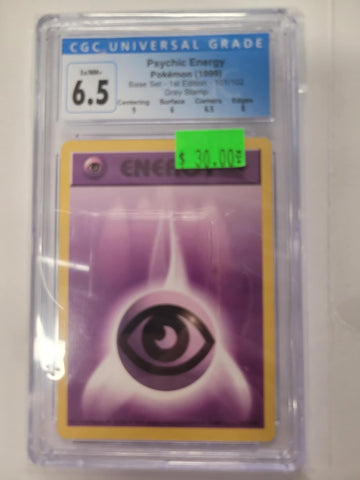 CGC UNIVERSAL GRADE
Ex/NM+
6.5
Psychic Energy
Pokémon (1999)
Base Set - 1st Edition - 101/102
Gray Stamp
Centering Surface Corners Edges
9 6 6.5 8
$ 30.00
ENERGY